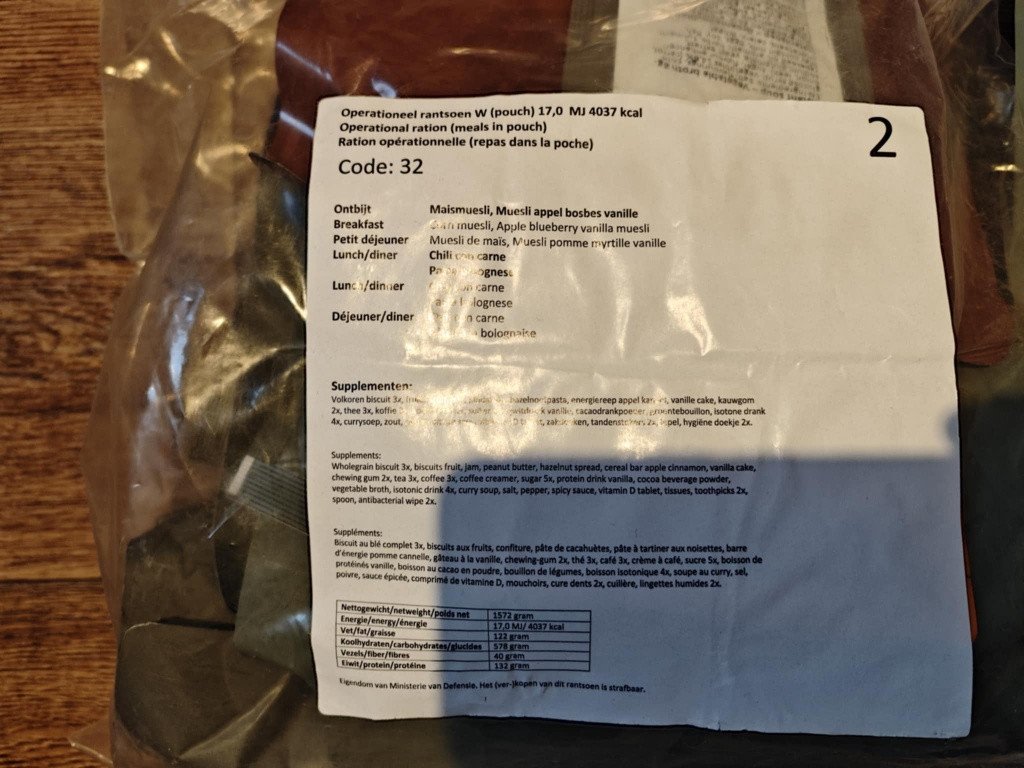 Operationeel rantsoen W (pouch) 17,0 MJ 4037 kcal
Operational ration (meals in pouch)
Ration opérationnelle (repas dans la poche)
Code: 32
2
Ontbijt Maismuesli, Muesli appel bosbes vanille
Breakfast muesli, Apple blueberry vanilla muesli
Petit déjeuner Muesli de maïs, Muesli pomme myrtille vanille
Lunch/diner Chili con carne
Lunch/dinner carne
bolognese
Déjeuner/diner carne
bolognaise
Supplementen:
Volkoren biscuit 3x, hazelnootpasta, energiereep appel kaneel, vanille cake, kauwgom
2x, thee 3x, koffie vanille, cacaodrankpoeder, groentebouillon, isotone drank
4x, currysoep, zout, zakdoeken, tandenstokers 2x, lepel, hygiëne doekje 2x.
Supplements:
Wholegrain biscuit 3x, biscuits fruit, jam, peanut butter, hazelnut spread, cereal bar apple cinnamon, vanilla cake,
chewing gum 2x, tea 3x, coffee 3x, coffee creamer, sugar 5x, protein drink vanilla, cocoa beverage powder,
vegetable broth, isotonic drink 4x, curry soup, salt, pepper, spicy sauce, vitamin D tablet, tissues, toothpicks 2x,
spoon, antibacterial wipe 2x.
Suppléments:
Biscuit au blé complet 3x, biscuits aux fruits, confiture, pâte de cacahuètes, pâte à tartiner aux noisettes, barre
d'énergie pomme cannelle, gâteau à la vanille, chewing-gum 2x, thé 3x, café 3x, crème à café, sucre 5x, boisson de
protéinés vanille, boisson au cacao en poudre, bouillon de légumes, boisson isotonique 4x, soupe au curry, sel,
poivre, sauce épicée, comprimé de vitamine D, mouchoirs, cure dents 2x, cuillère, lingettes humides 2x.
Nettogewicht/netweight/poids net 1572 gram
Energie/energy/énergie 17,0 MJ/ 4037 kcal
Vet/fat/graisse 122 gram
Koolhydraten/carbohydrates/glucides 578 gram
Vezels/fiber/fibres 40 gram
Eiwit/protein/protéine 132 gram
Eigendom van Ministerie van Defensie. Het (ver-)kopen van dit rantsoen is strafbaar.